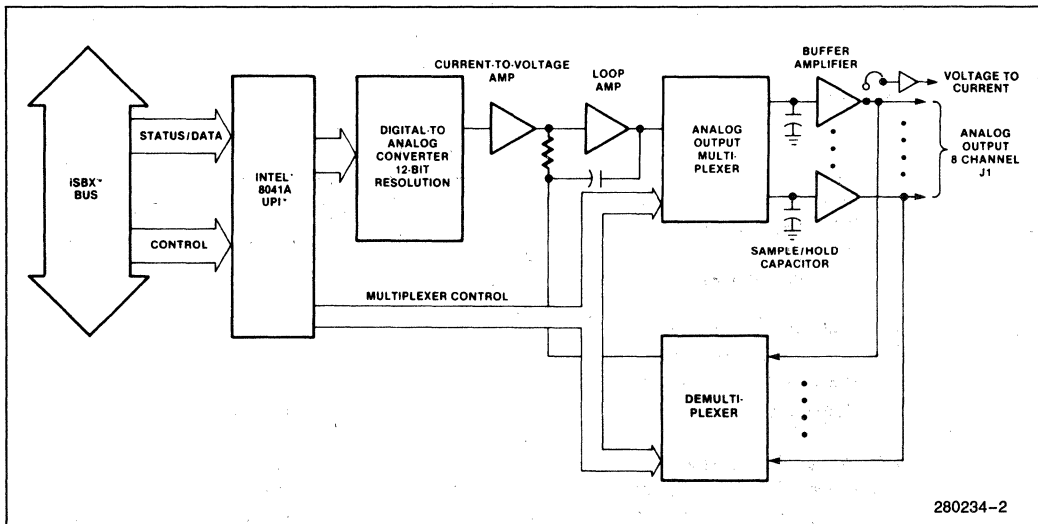 CURRENT-TO-VOLTAGE
AMP
LOOP
AMP
BUFFER
AMPLIFIER
VOLTAGE TO
CURRENT
STATUS/DATA
iSBX™
BUS
CONTROL
INTEL®
8041A
UPI™
DIGITAL-TO
ANALOG
CONVERTER
12-BIT
RESOLUTION
ANALOG
OUTPUT
MULTI-
PLEXER
ANALOG
OUTPUT
8 CHANNEL
J1
SAMPLE/HOLD
CAPACITOR
MULTIPLEXER CONTROL
DEMULTI-
PLEXER
280234-2